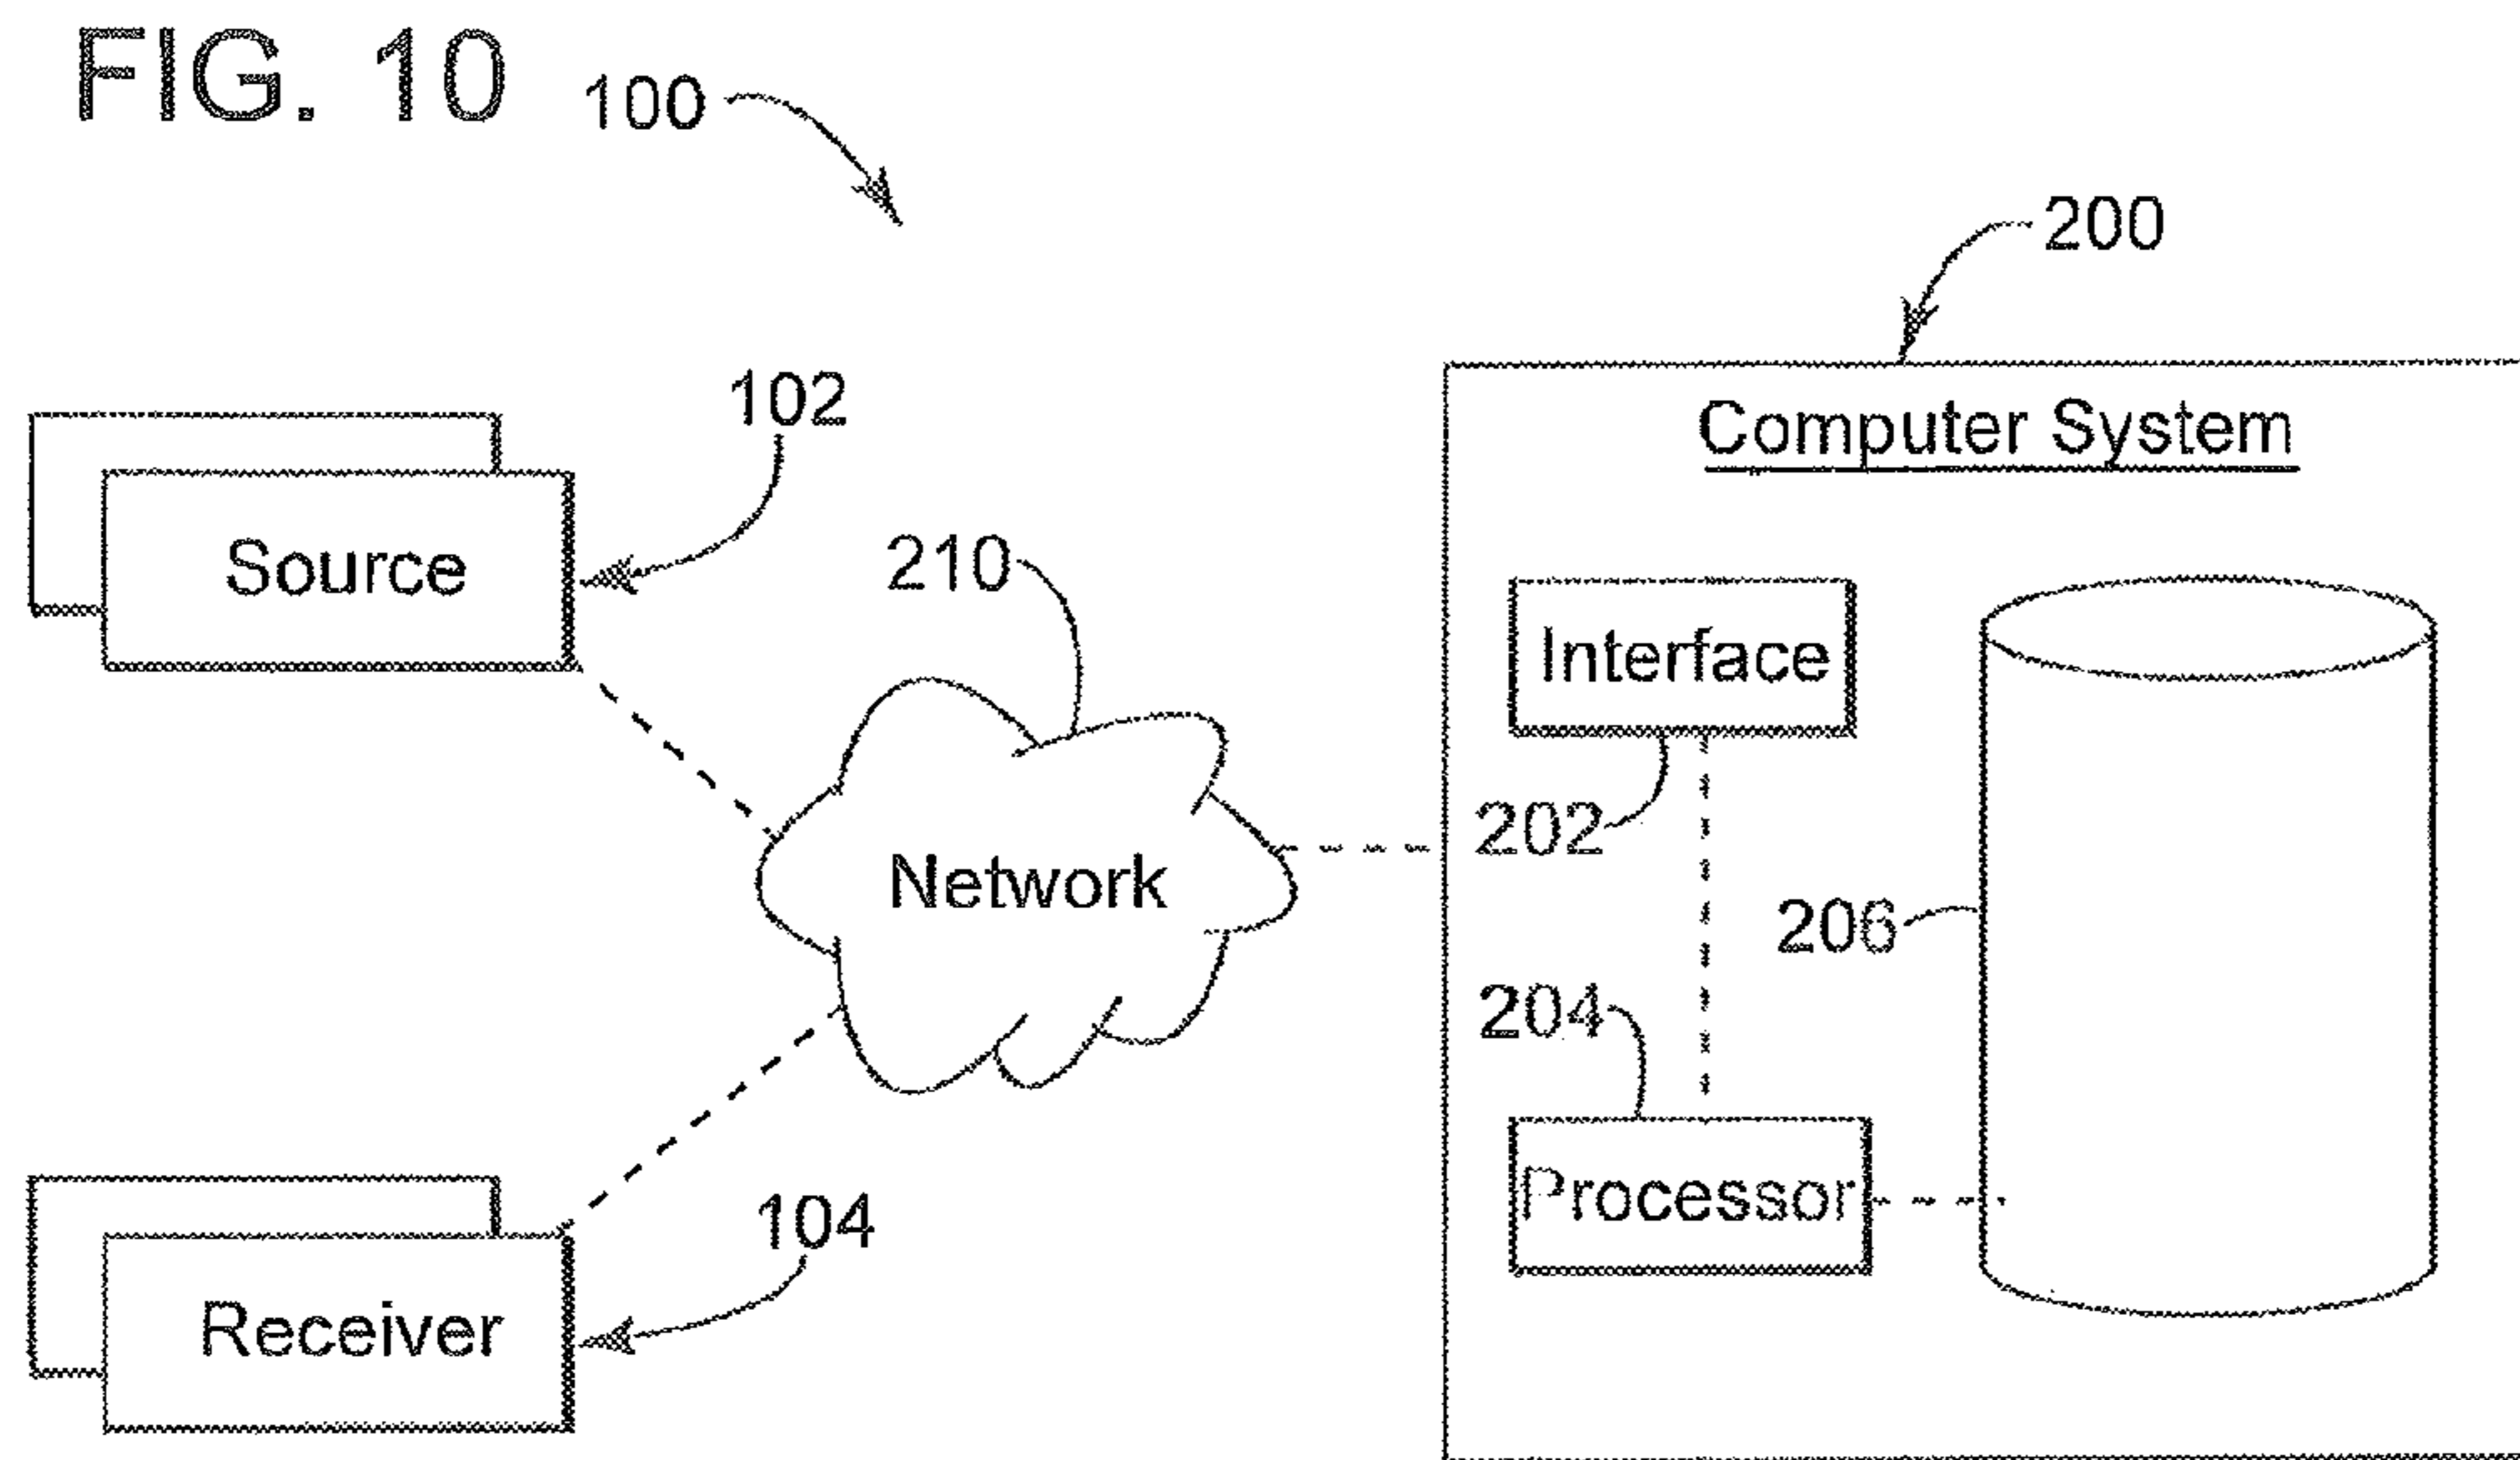 FIG. 10
100
200
102
Computer System
Source
210
Interface
202
Network
206
204
Processor
104
Receiver